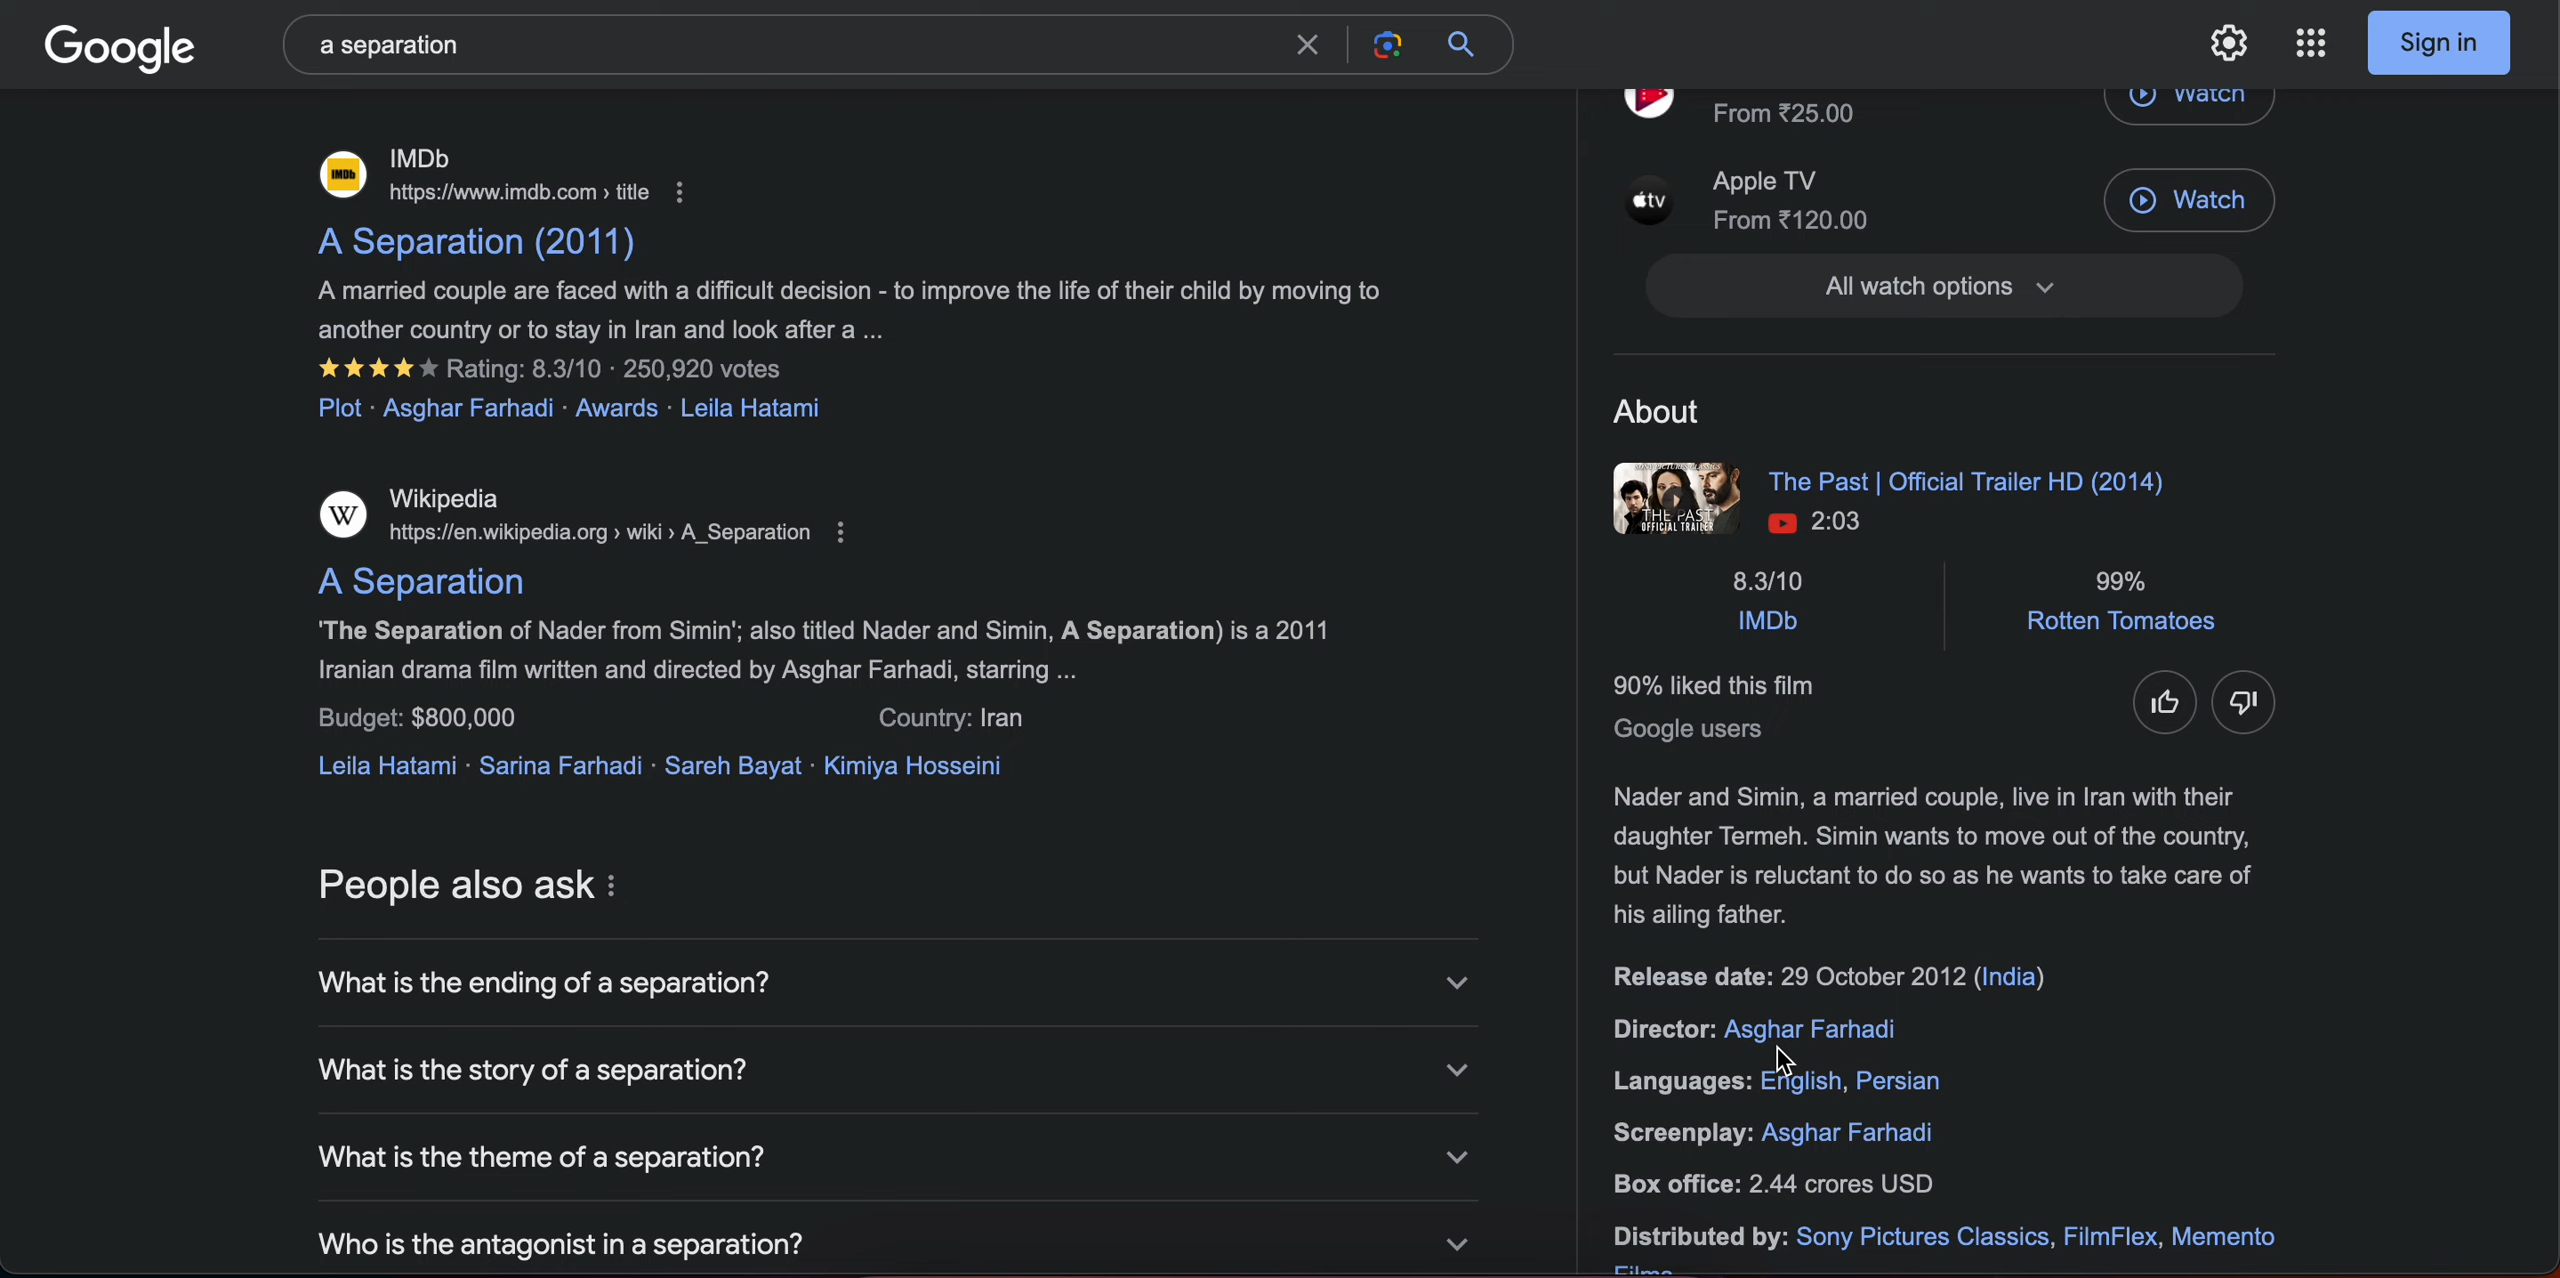 Google
a separation
Sign in
IMDb
https://www.imdb.com › title
A Separation (2011)
A married couple are faced with a difficult decision - to improve the life of their child by moving to
another country or to stay in Iran and look after a ...
Rating: 8.3/10 · 250,920 votes
Plot · Asghar Farhadi · Awards · Leila Hatami
W
Wikipedia
https://en.wikipedia.org › wiki › A_Separation
A Separation
'The Separation of Nader from Simin'; also titled Nader and Simin, A Separation) is a 2011
Iranian drama film written and directed by Asghar Farhadi, starring ...
Budget: $800,000 Country: Iran
Leila Hatami · Sarina Farhadi · Sareh Bayat · Kimiya Hosseini
People also ask
What is the ending of a separation?
What is the story of a separation?
What is the theme of a separation?
Who is the antagonist in a separation?
From ₹25.00
Watch
tv
Apple TV
From ₹120.00
Watch
All watch options
About
THE PAST
OFFICIAL TRAILER
The Past | Official Trailer HD (2014)
2:03
8.3/10
IMDb
99%
Rotten Tomatoes
90% liked this film
Google users
Nader and Simin, a married couple, live in Iran with their
daughter Termeh. Simin wants to move out of the country,
but Nader is reluctant to do so as he wants to take care of
his ailing father.
Release date: 29 October 2012 (India)
Director: Asghar Farhadi
Languages: English, Persian
Screenplay: Asghar Farhadi
Box office: 2.44 crores USD
Distributed by: Sony Pictures Classics, FilmFlex, Memento
Films